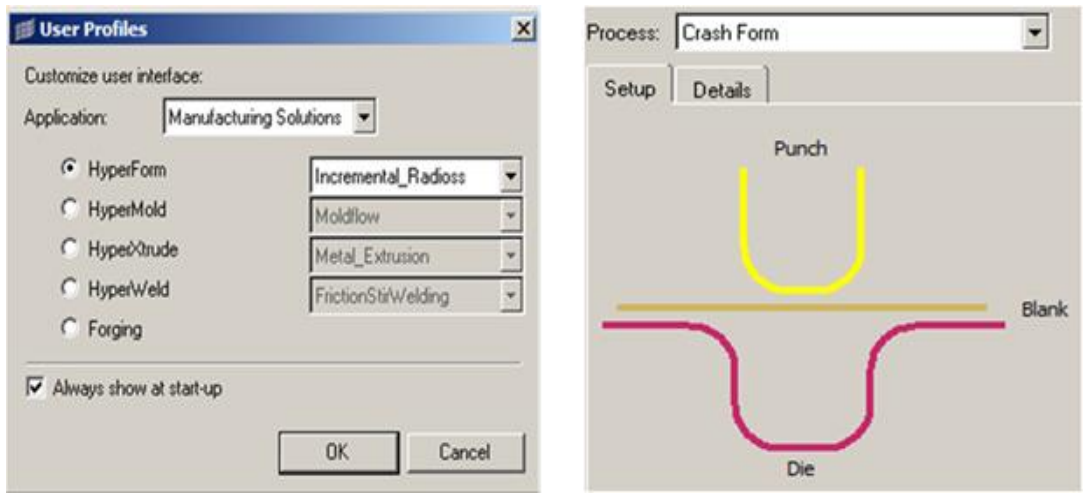 User Profiles
Customize user interface:
Application: Manufacturing Solutions
HyperForm Incremental_Radioss
HyperMold Moldflow
HyperXtrude Metal_Extrusion
HyperWeld FrictionStirWelding
Forging
Always show at start-up
OK Cancel
Process: Crash Form
Setup Details
Punch
Blank
Die